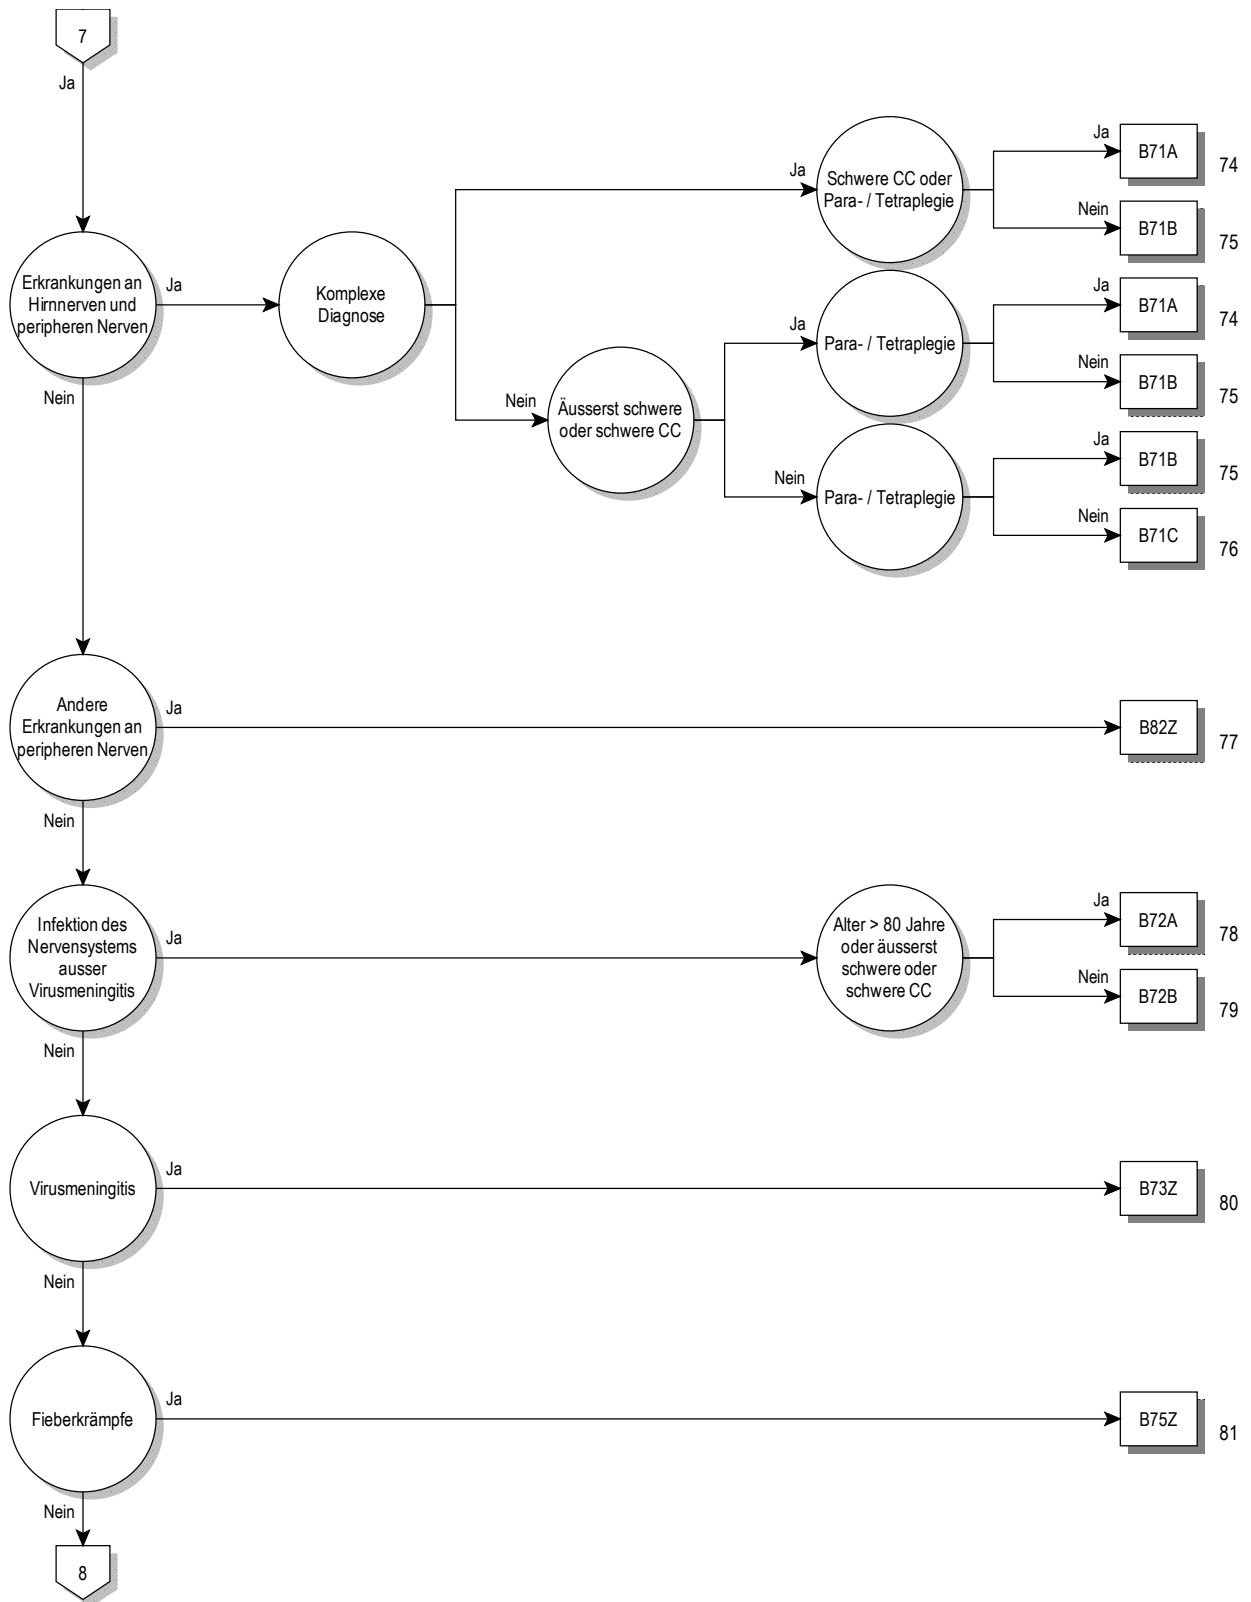 7
Ja
Ja
B71A
74
Ja
Schwere CC oder
Para- / Tetraplegie
Nein
B71B
75
Erkrankungen an
Hirnnerven und
peripheren Nerven
Ja
Komplexe
Diagnose
Ja
B71A
74
Ja
Para- / Tetraplegie
Nein
B71B
75
Nein
Nein
Äusserst schwere
oder schwere CC
Ja
B71B
75
Nein
Para- / Tetraplegie
Nein
B71C
76
Andere
Erkrankungen an
peripheren Nerven
Ja
B82Z
77
Nein
Infektion des
Nervensystems
ausser
Virusmeningitis
Ja
Alter > 80 Jahre
oder äusserst
schwere oder
schwere CC
Ja
B72A
78
Nein
B72B
79
Nein
Virusmeningitis
Ja
B73Z
80
Nein
Fieberkrämpfe
Ja
B75Z
81
Nein
8